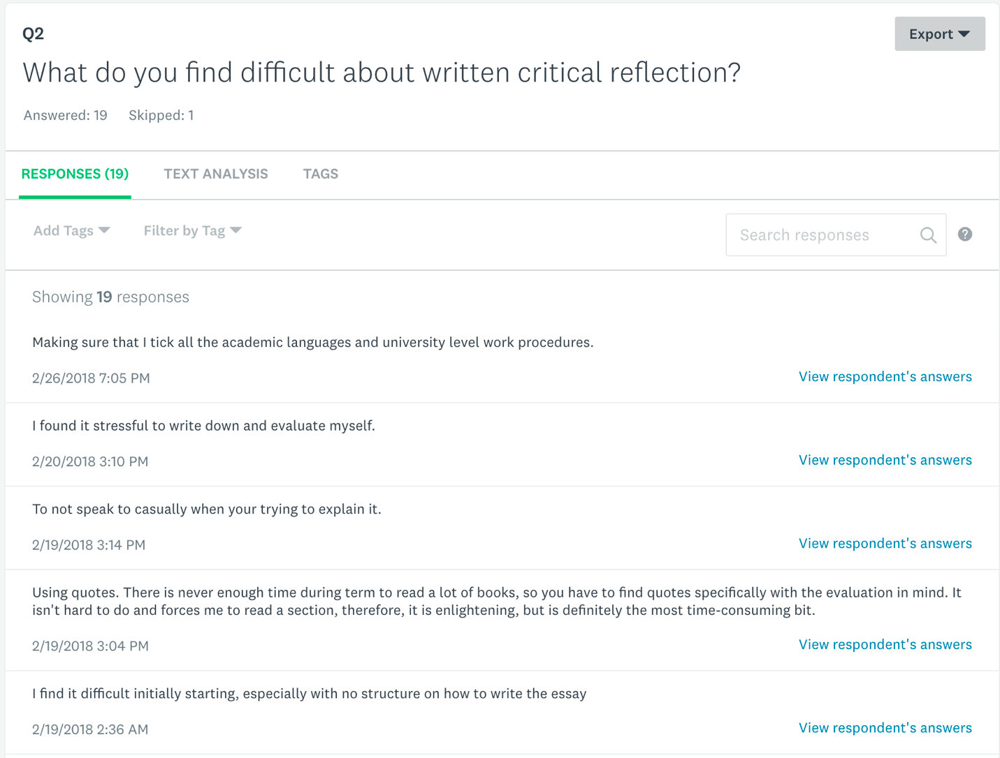 Q2
Export
What do you find difficult about written critical reflection?
Answered: 19 Skipped: 1
RESPONSES (19) TEXT ANALYSIS TAGS
Add Tags Filter by Tag Search responses ?
Showing 19 responses
Making sure that I tick all the academic languages and university level work procedures.
2/26/2018 7:05 PM View respondent's answers
I found it stressful to write down and evaluate myself.
2/20/2018 3:10 PM View respondent's answers
To not speak to casually when your trying to explain it.
2/19/2018 3:14 PM View respondent's answers
Using quotes. There is never enough time during term to read a lot of books, so you have to find quotes specifically with the evaluation in mind. It
isn't hard to do and forces me to read a section, therefore, it is enlightening, but is definitely the most time-consuming bit.
2/19/2018 3:04 PM View respondent's answers
I find it difficult initially starting, especially with no structure on how to write the essay
2/19/2018 2:36 AM View respondent's answers